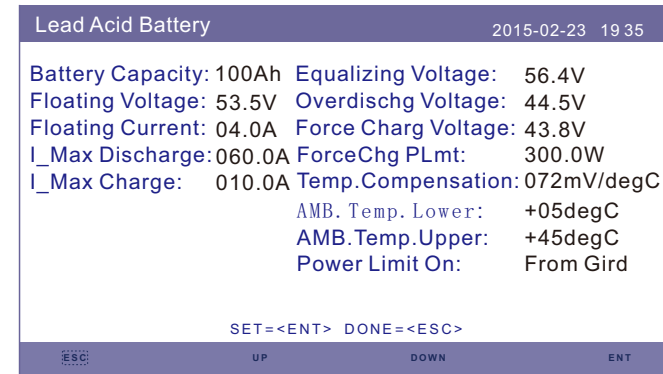 Lead Acid Battery 2015-02-23 19 35
Battery Capacity: 100Ah Equalizing Voltage: 56.4V
Floating Voltage: 53.5V Overdischg Voltage: 44.5V
Floating Current: 04.0A Force Charg Voltage: 43.8V
I_Max Discharge: 060.0A ForceChg PLmt: 300.0W
I_Max Charge: 010.0A Temp.Compensation: 072mV/degC
AMB. Temp. Lower: +05degC
AMB.Temp.Upper: +45degC
Power Limit On: From Gird
SET=<ENT> DONE=<ESC>
ESC UP DOWN ENT